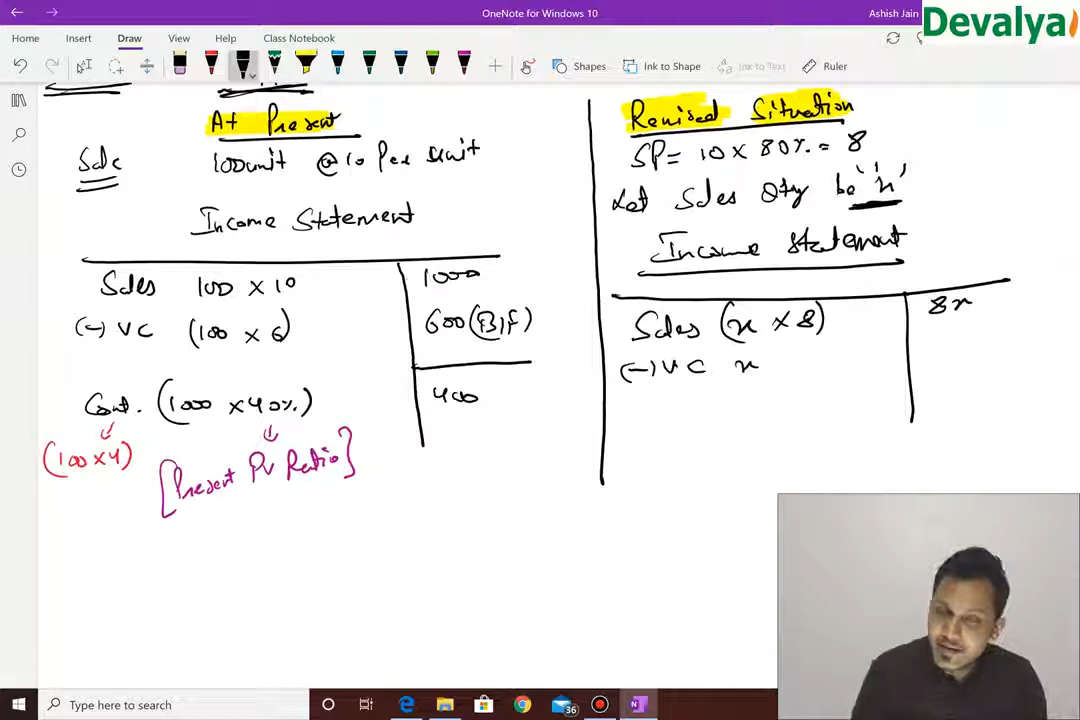 OneNote for Windows 10
Ashish Jain
Devalya
Home Insert Draw View Help Class Notebook
Shapes Ink to Shape Ink to Text Ruler
At Present
Sale 100unit @ 10 Per unit
Income Statement
Sales 100 × 10 1000
(-) VC (100 × 6) 600 (B/F)
Cont. (1000 × 40%) 400
(100 × 4)
[Present PV Ratio]
Revised Situation
SP = 10 × 80% = 8
Let Sales Qty be 'x'
Income Statement
Sales (x × 8) 8x
(-) VC x
Type here to search
36